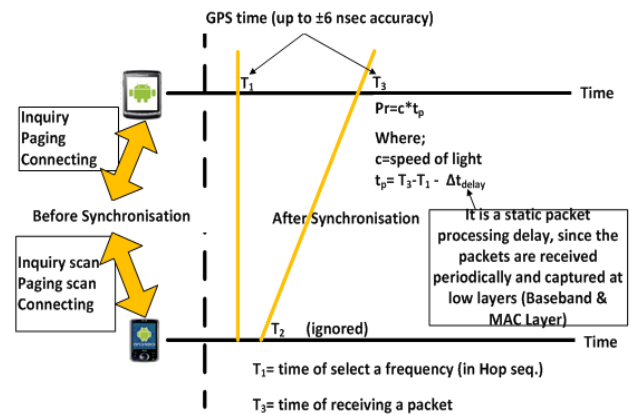 GPS time (up to ±6 nsec accuracy)
T1
T3
Time
Pr=c*tp
Where;
c=speed of light
tp= T3-T1 - Δtdelay
Inquiry
Paging
Connecting
Before Synchronisation
After Synchronisation
It is a static packet
processing delay, since the
packets are received
periodically and captured at
low layers (Baseband &
MAC Layer)
Inquiry scan
Paging scan
Connecting
T2 (ignored)
Time
T1= time of select a frequency (in Hop seq.)
T3= time of receiving a packet